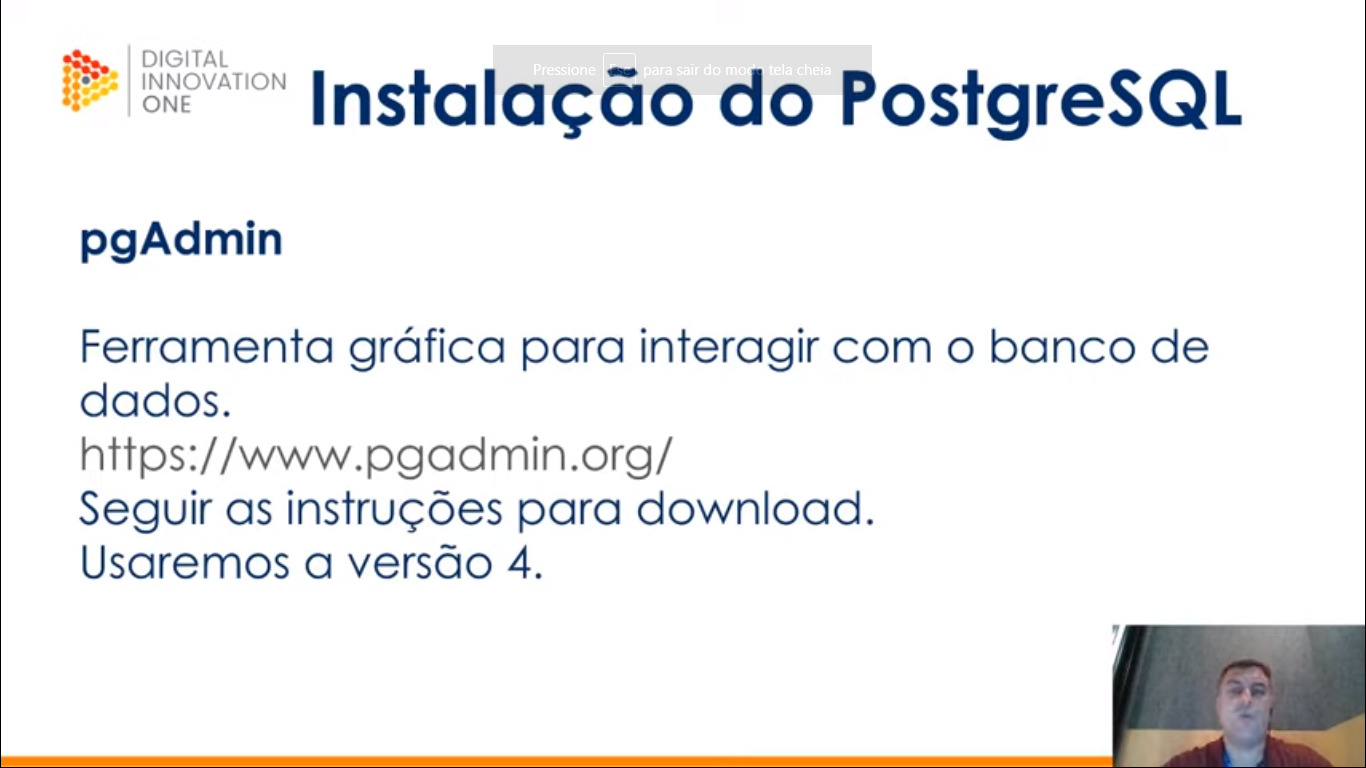 DIGITAL
INNOVATION
ONE
Pressione Esc para sair do modo tela cheia
Instalação do PostgreSQL
pgAdmin
Ferramenta gráfica para interagir com o banco de
dados.
https://www.pgadmin.org/
Seguir as instruções para download.
Usaremos a versão 4.